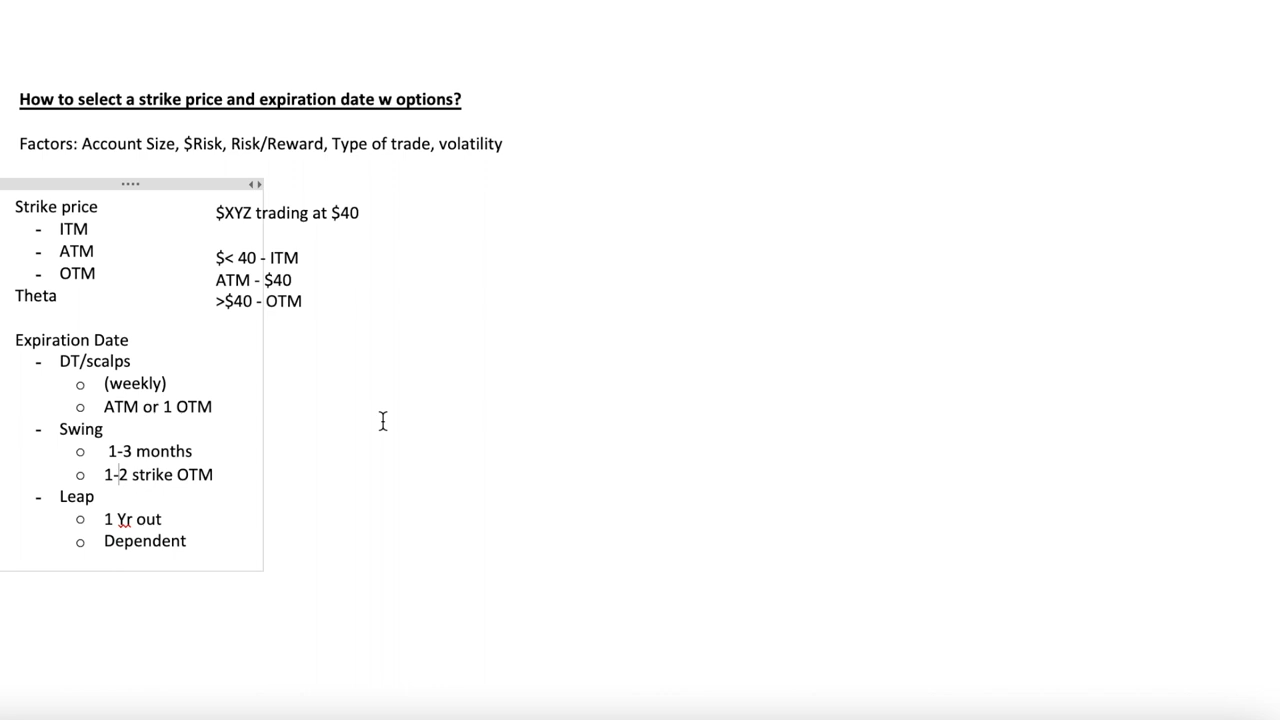 How to select a strike price and expiration date w options?
Factors: Account Size, $Risk, Risk/Reward, Type of trade, volatility
Strike price
- ITM
- ATM
- OTM
Theta
$XYZ trading at $40
$< 40 - ITM
ATM - $40
>$40 - OTM
Expiration Date
- DT/scalps
o (weekly)
o ATM or 1 OTM
- Swing
o 1-3 months
o 1-2 strike OTM
- Leap
o 1 Yr out
o Dependent